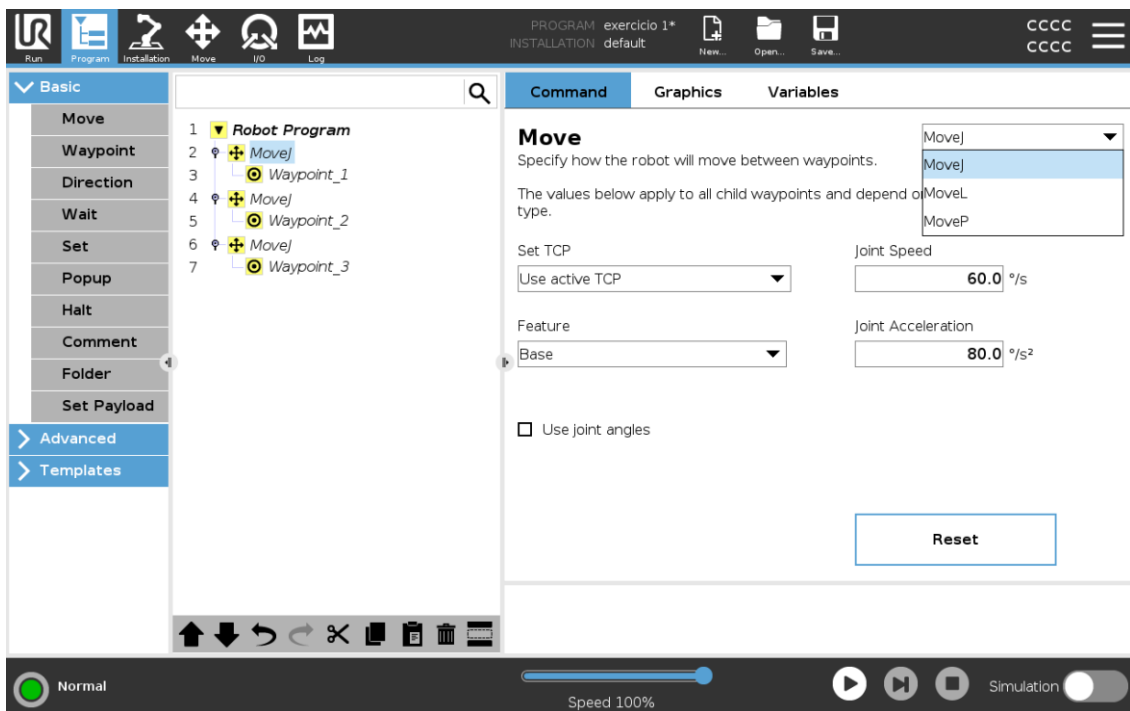 UR
PROGRAM exercicio 1*
INSTALLATION default
CCCC
CCCC
Run Program Installation Move I/O Log New... Open... Save...
Basic
Move
Waypoint
Direction
Wait
Set
Popup
Halt
Comment
Folder
Set Payload
Advanced
Templates
1 Robot Program
2 MoveJ
3 Waypoint_1
4 MoveJ
5 Waypoint_2
6 MoveJ
7 Waypoint_3
Command Graphics Variables
Move
MoveJ
Specify how the robot will move between waypoints.
MoveJ
MoveL
MoveP
The values below apply to all child waypoints and depend o
type.
Set TCP
Use active TCP
Joint Speed
60.0 °/s
Feature
Base
Joint Acceleration
80.0 °/s²
Use joint angles
Reset
Normal
Speed 100%
Simulation